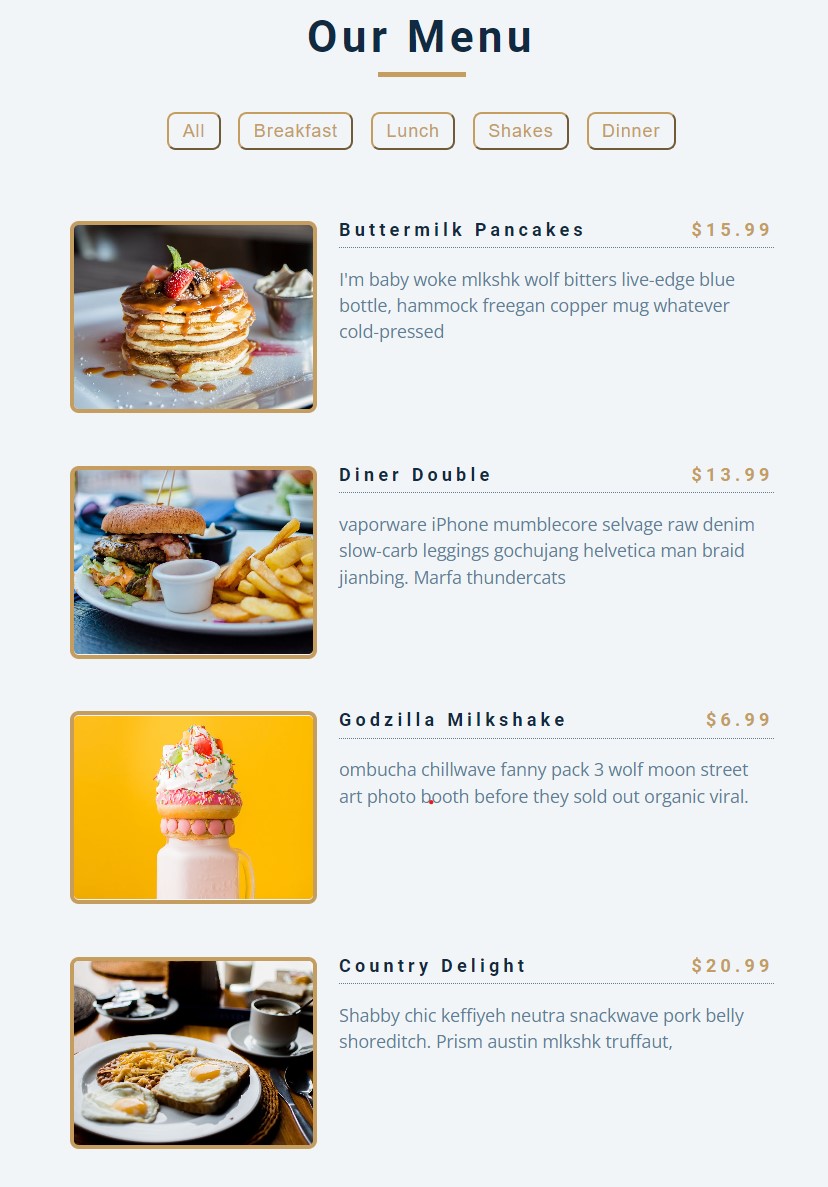 Our Menu
All Breakfast Lunch Shakes Dinner
Buttermilk Pancakes $15.99
I'm baby woke mlkshk wolf bitters live-edge blue
bottle, hammock freegan copper mug whatever
cold-pressed
Diner Double $13.99
vaporware iPhone mumblecore selvage raw denim
slow-carb leggings gochujang helvetica man braid
jianbing. Marfa thundercats
Godzilla Milkshake $6.99
ombucha chillwave fanny pack 3 wolf moon street
art photo booth before they sold out organic viral.
Country Delight $20.99
Shabby chic keffiyeh neutra snackwave pork belly
shoreditch. Prism austin mlkshk truffaut,